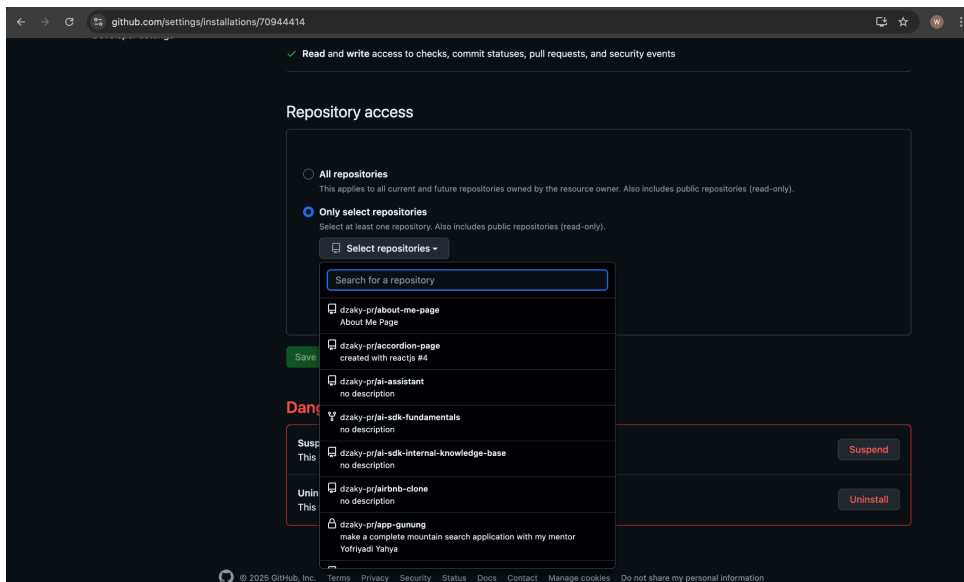 github.com/settings/installations/70944414
W
Read and write access to checks, commit statuses, pull requests, and security events
Repository access
All repositories
This applies to all current and future repositories owned by the resource owner. Also includes public repositories (read-only).
Only select repositories
Select at least one repository. Also includes public repositories (read-only).
Select repositories
Search for a repository
dzaky-pr/about-me-page
About Me Page
dzaky-pr/accordion-page
created with reactjs #4
Save
dzaky-pr/ai-assistant
no description
Dang
dzaky-pr/ai-sdk-fundamentals
no description
Susp
This
Suspend
dzaky-pr/ai-sdk-internal-knowledge-base
no description
dzaky-pr/airbnb-clone
no description
Unin
This
Uninstall
dzaky-pr/app-gunung
make a complete mountain search application with my mentor
Yofriyadi Yahya
© 2025 GitHub, Inc. Terms Privacy Security Status Docs Contact Manage cookies Do not share my personal information